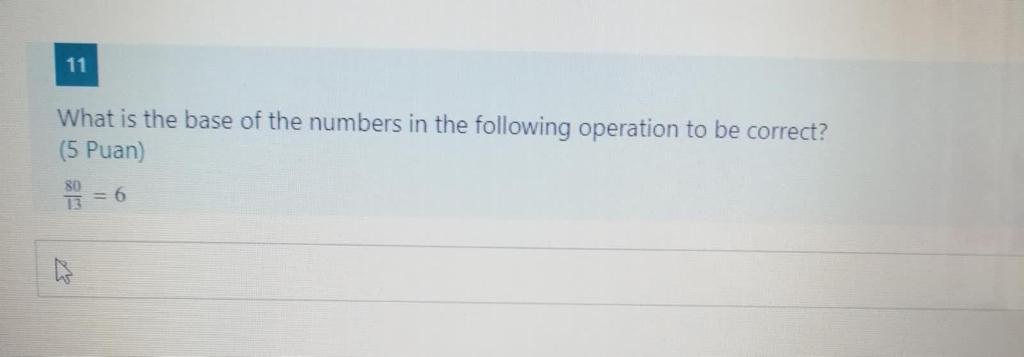 11
What is the base of the numbers in the following operation to be correct?
(5 Puan)
80
13
= 6